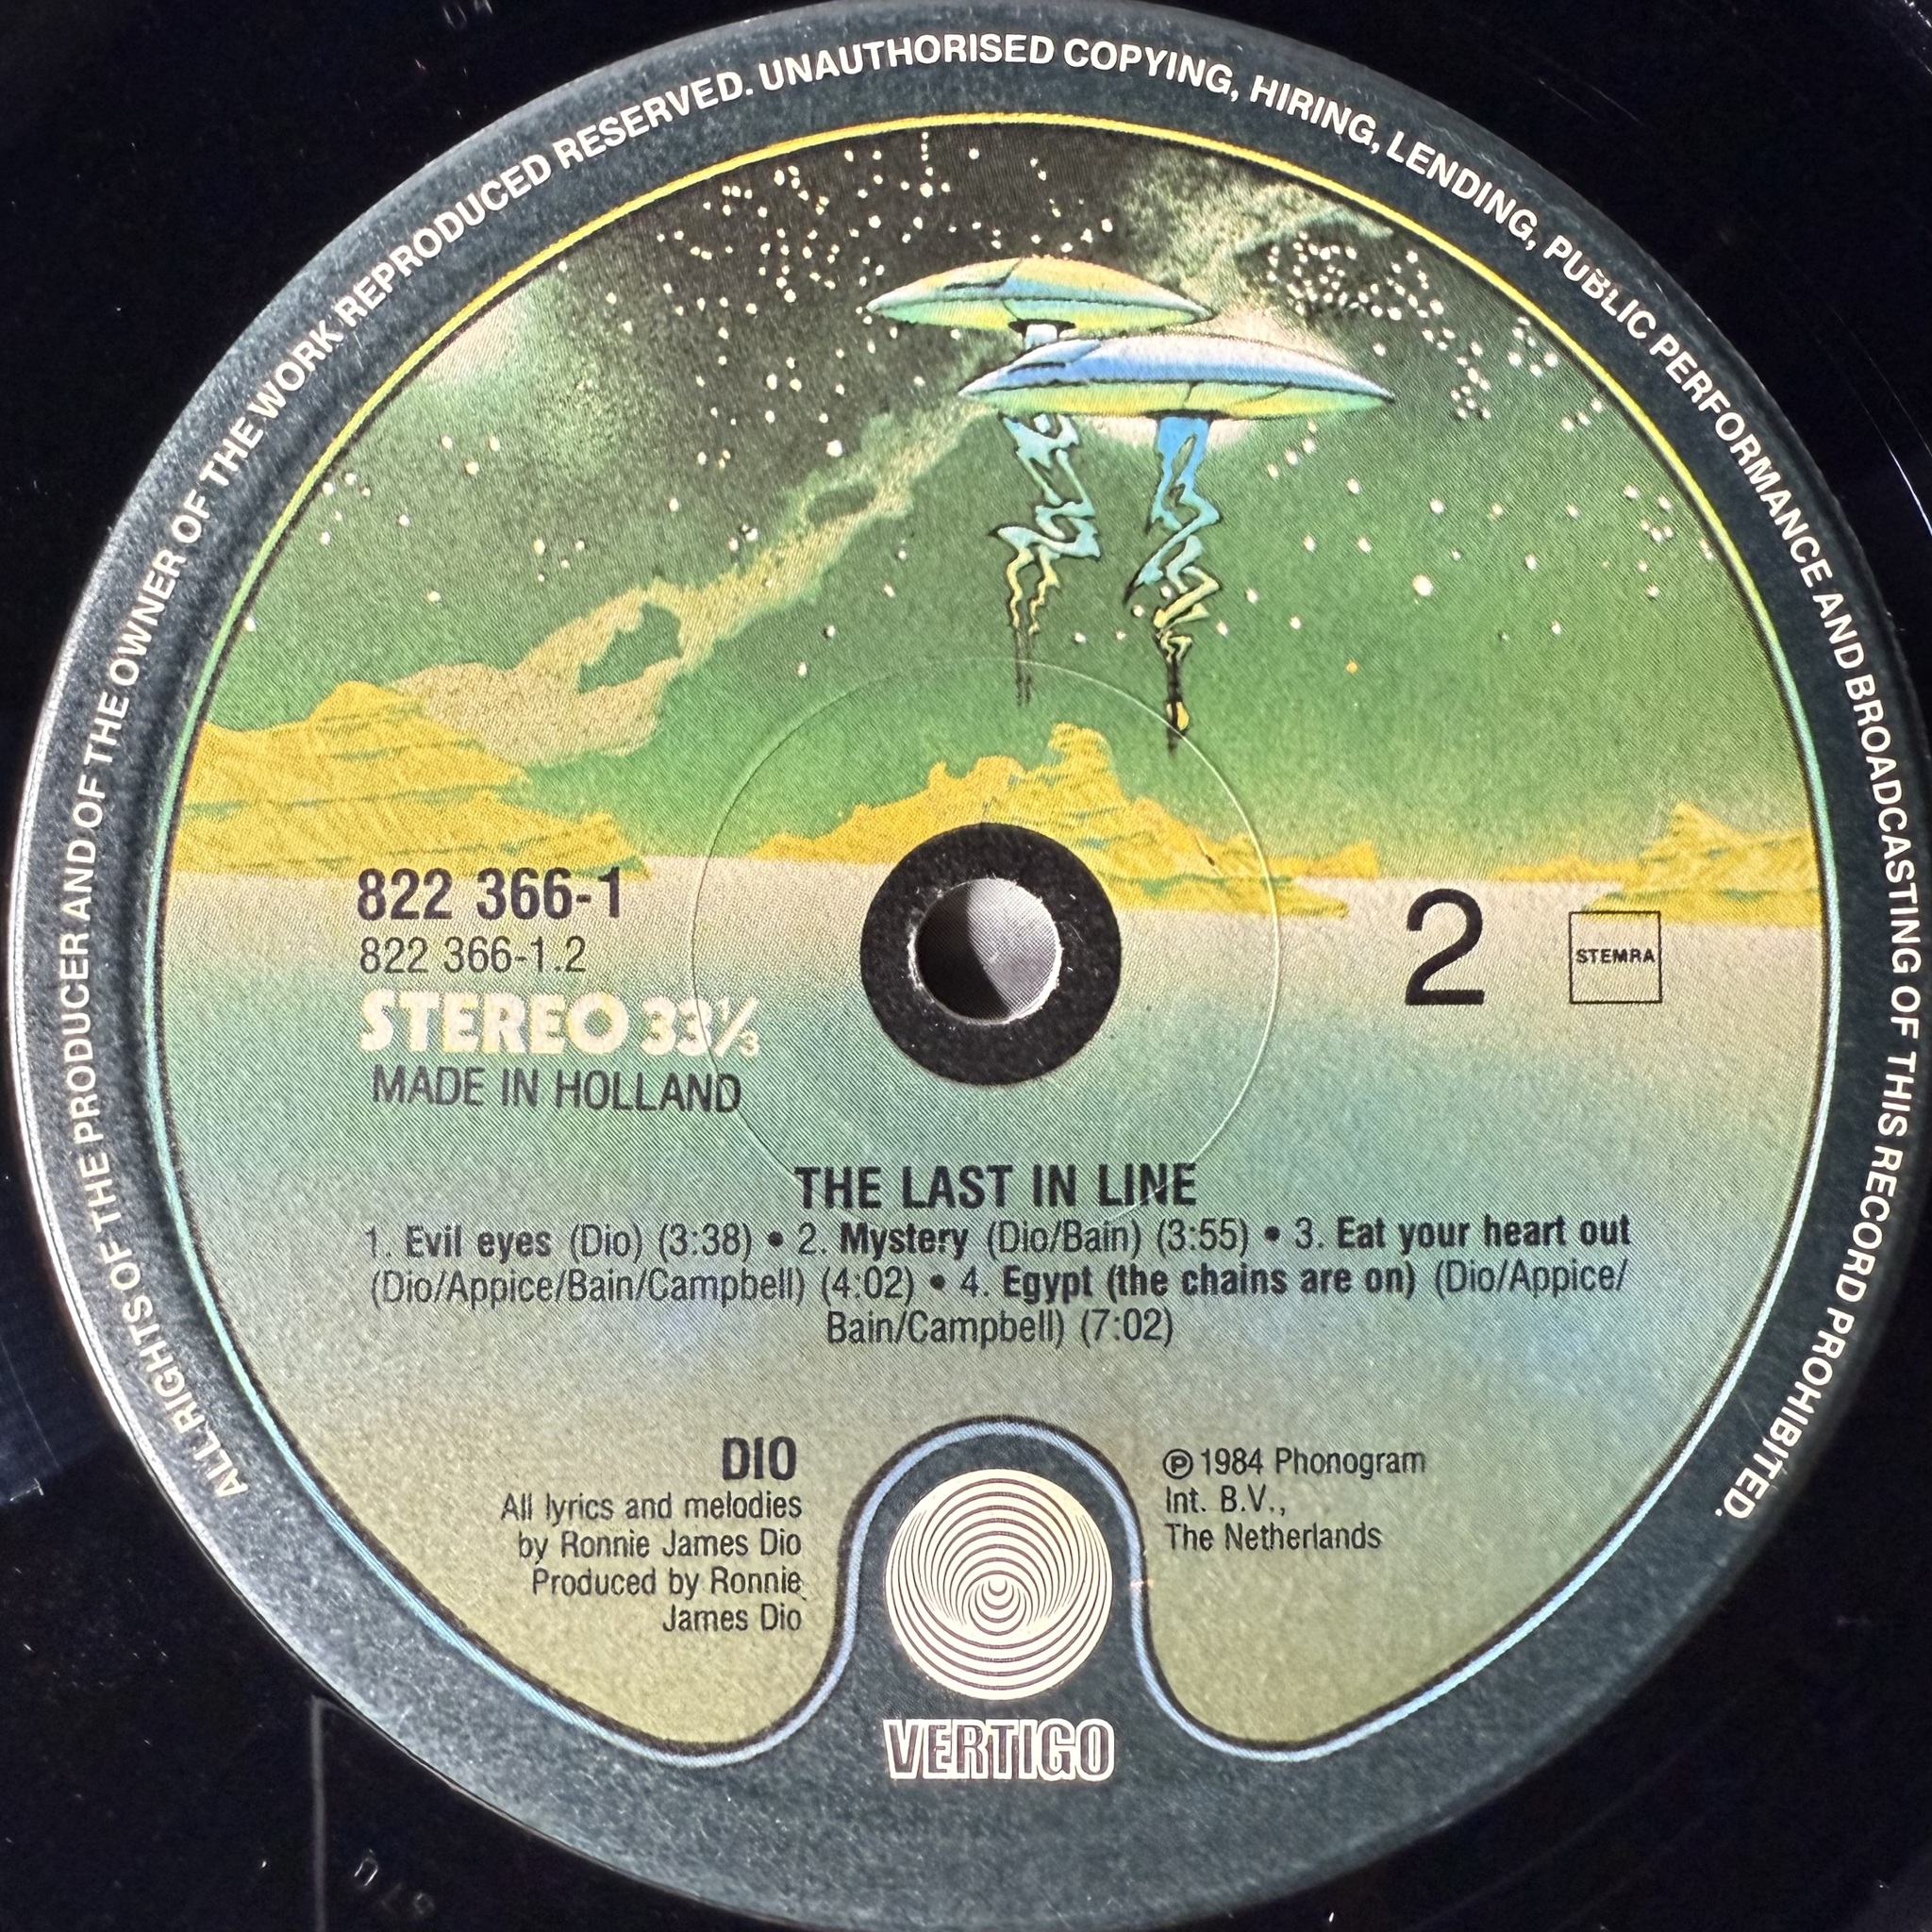 ALL RIGHTS OF THE PRODUCER AND OF THE OWNER OF THE WORK REPRODUCED RESERVED. UNAUTHORISED COPYING, HIRING, LENDING, PUBLIC PERFORMANCE AND BROADCASTING OF THIS RECORD PROHIBITED.
822 366-1
822 366-1.2
STEREO 33⅓
MADE IN HOLLAND
2
STEMRA
THE LAST IN LINE
1. Evil eyes (Dio) (3:38) • 2. Mystery (Dio/Bain) (3:55) • 3. Eat your heart out
(Dio/Appice/Bain/Campbell) (4:02) • 4. Egypt (the chains are on) (Dio/Appice/
Bain/Campbell) (7:02)
DIO
All lyrics and melodies
by Ronnie James Dio
Produced by Ronnie
James Dio
℗ 1984 Phonogram
Int. B.V.,
The Netherlands
VERTIGO